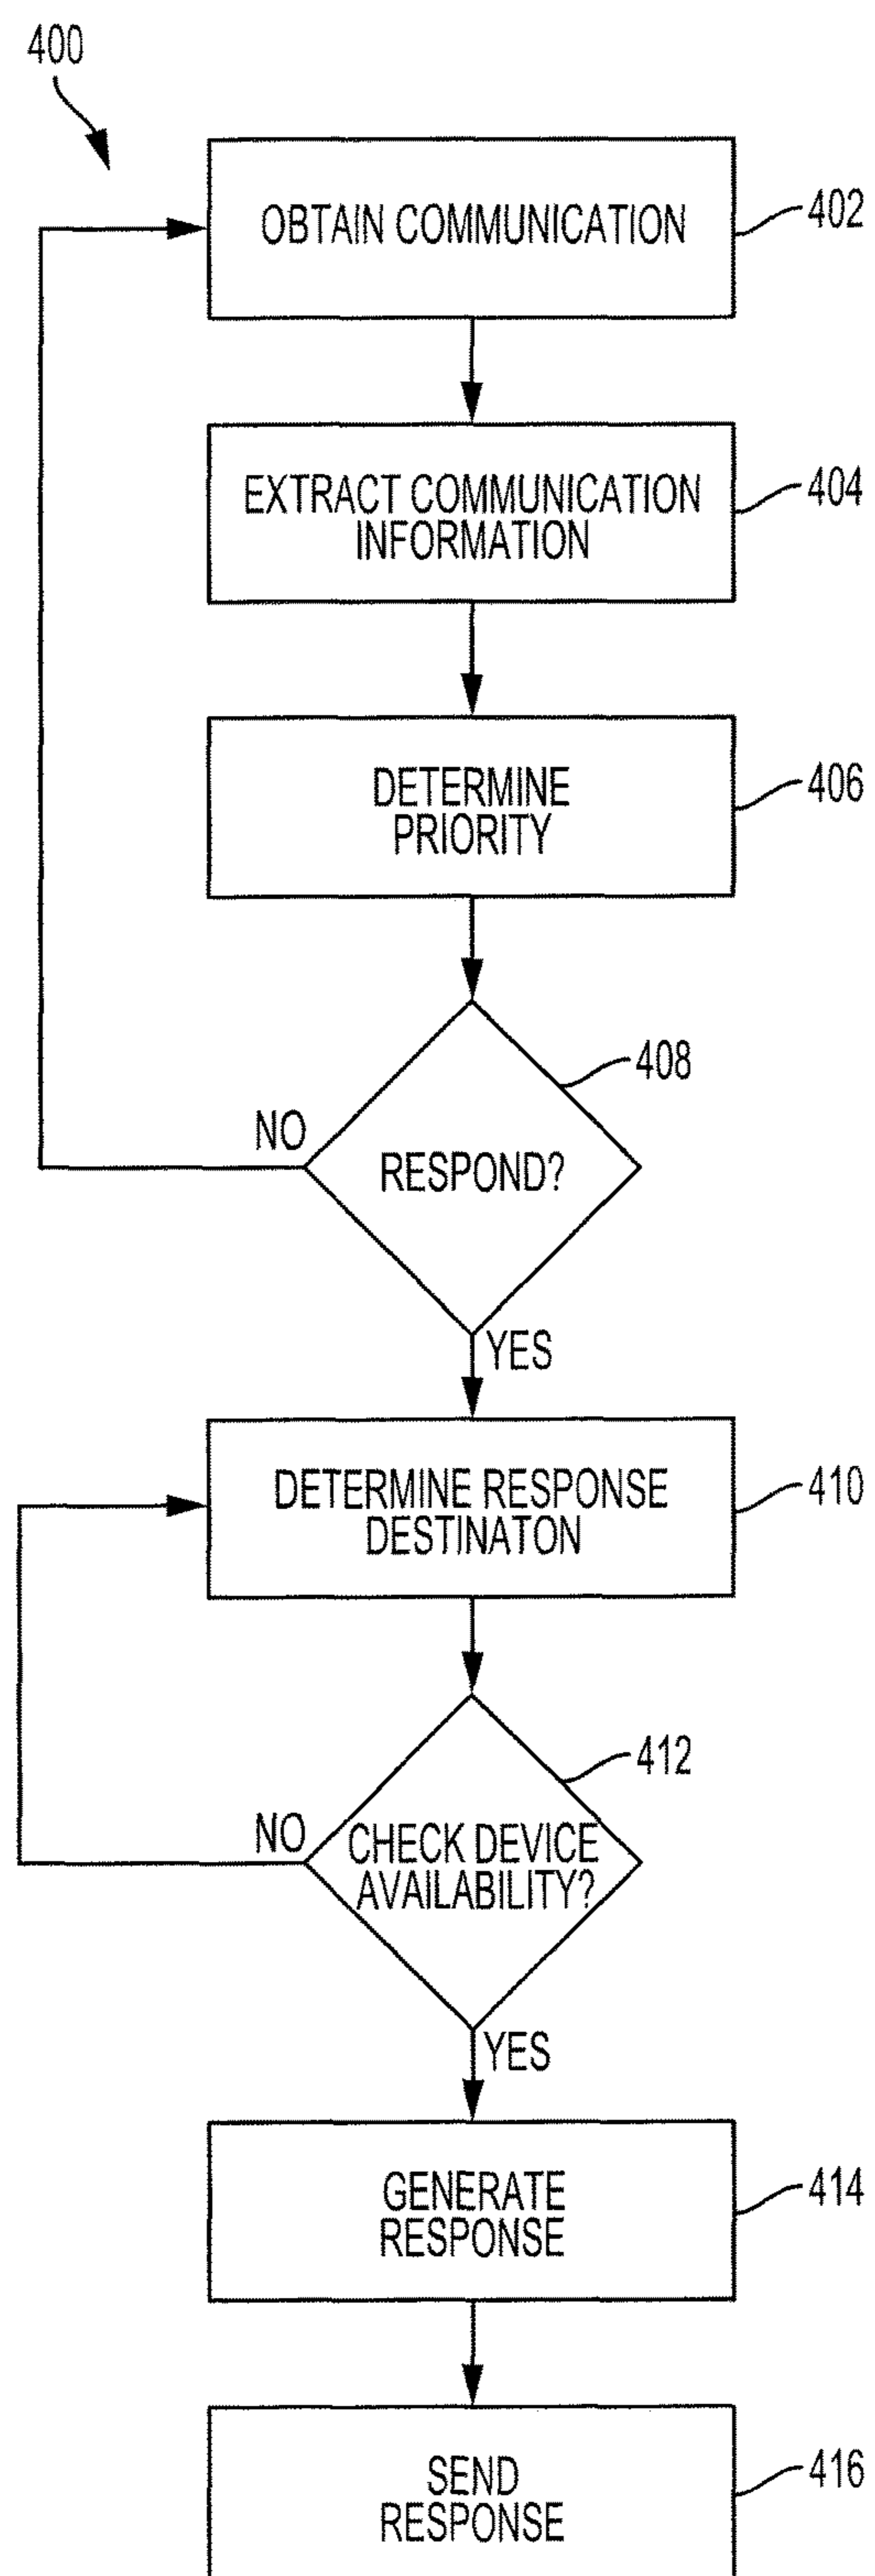 400
OBTAIN COMMUNICATION
402
EXTRACT COMMUNICATION
INFORMATION
404
DETERMINE
PRIORITY
406
408
NO
RESPOND?
YES
DETERMINE RESPONSE
DESTINATON
410
412
NO
CHECK DEVICE
AVAILABILITY?
YES
GENERATE
RESPONSE
414
SEND
RESPONSE
416